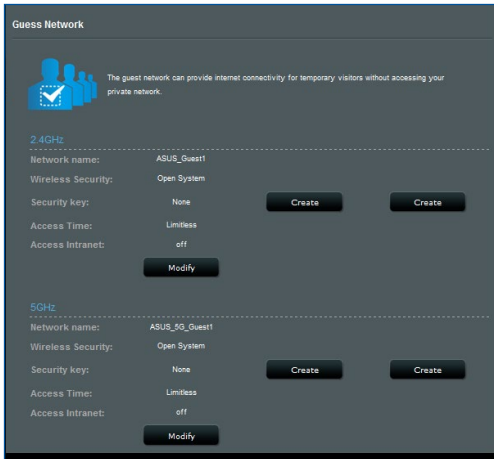 Guess Network
The guest network can provide internet connectivity for temporary visitors without accessing your
private network.
2.4GHz
Network name: ASUS_Guest1
Wireless Security: Open System
Security key: None Create Create
Access Time: Limitless
Access Intranet: off
Modify
5GHz
Network name: ASUS_5G_Guest1
Wireless Security: Open System
Security key: None Create Create
Access Time: Limitless
Access Intranet: off
Modify